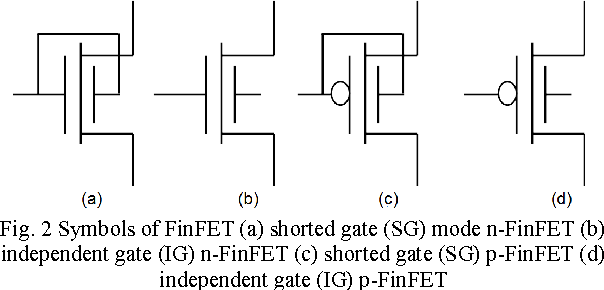 (a) (b) (c) (d)
Fig. 2 Symbols of FinFET (a) shorted gate (SG) mode n-FinFET (b)
independent gate (IG) n-FinFET (c) shorted gate (SG) p-FinFET (d)
independent gate (IG) p-FinFET